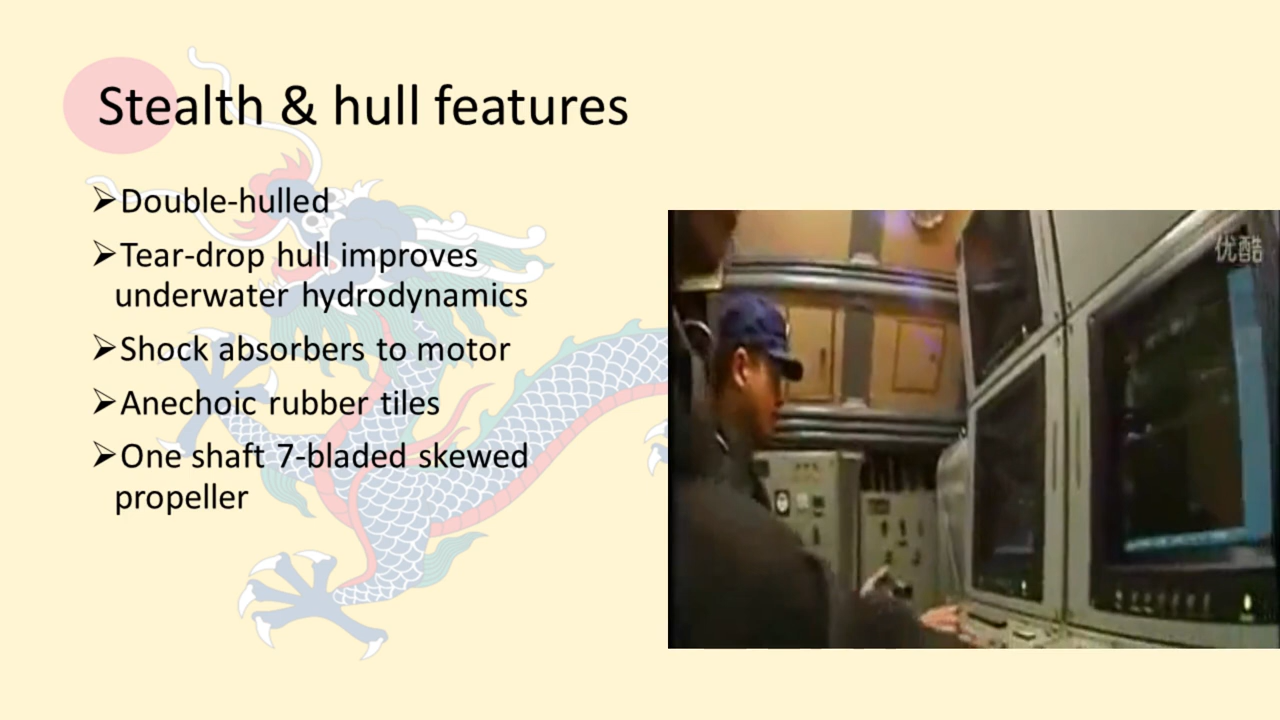 Stealth & hull features
➢Double-hulled
➢Tear-drop hull improves
underwater hydrodynamics
➢Shock absorbers to motor
➢Anechoic rubber tiles
➢One shaft 7-bladed skewed
propeller
优酷